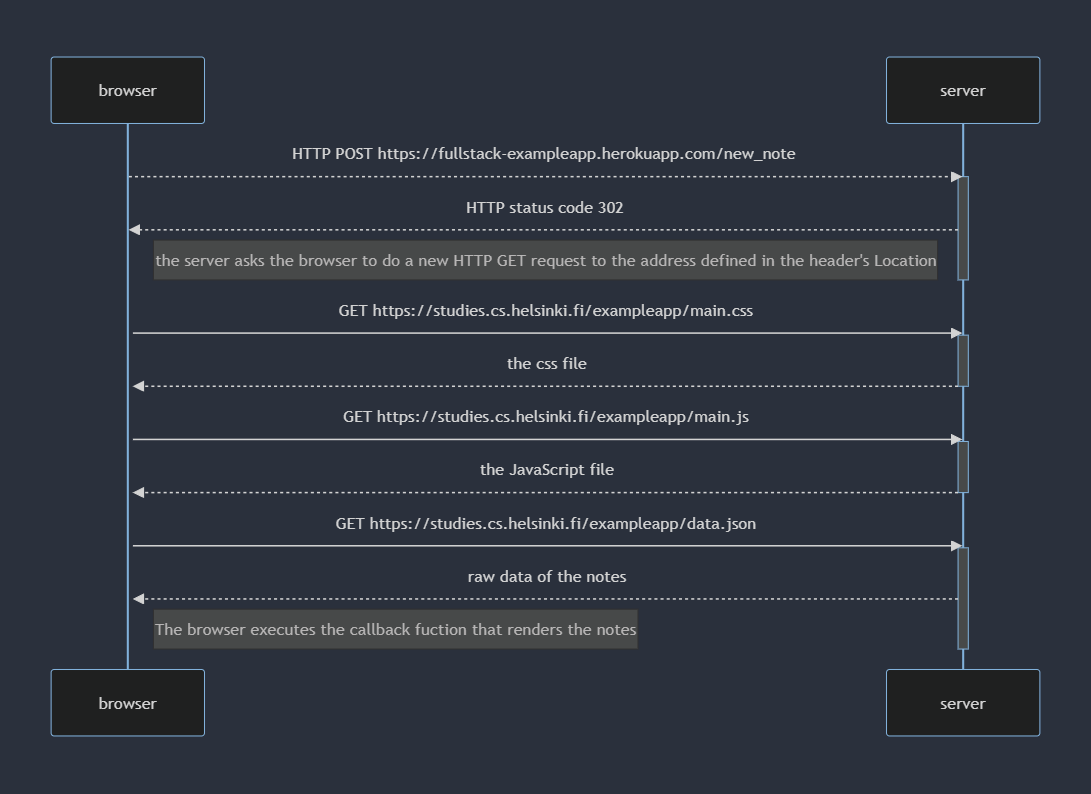 browser
server
HTTP POST https://fullstack-exampleapp.herokuapp.com/new_note
HTTP status code 302
the server asks the browser to do a new HTTP GET request to the address defined in the header's Location
GET https://studies.cs.helsinki.fi/exampleapp/main.css
the css file
GET https://studies.cs.helsinki.fi/exampleapp/main.js
the JavaScript file
GET https://studies.cs.helsinki.fi/exampleapp/data.json
raw data of the notes
The browser executes the callback fuction that renders the notes
browser
server